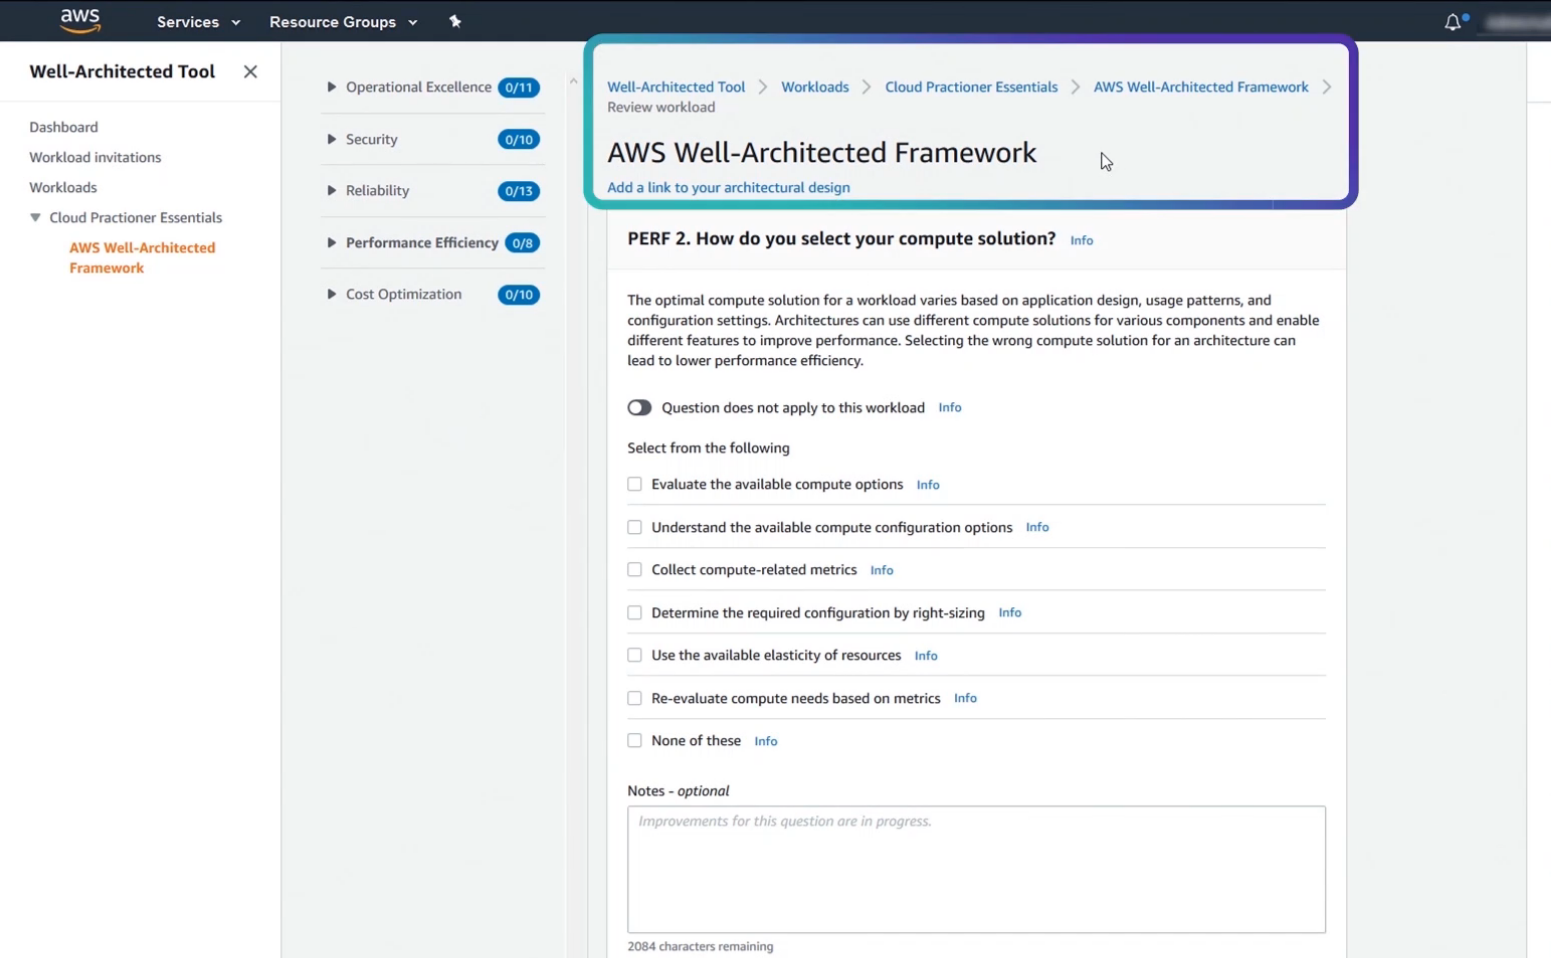 aws
Services
Resource Groups
Well-Architected Tool
Dashboard
Workload invitations
Workloads
Cloud Practioner Essentials
AWS Well-Architected
Framework
Operational Excellence 0/11
Security 0/10
Reliability 0/13
Performance Efficiency 0/8
Cost Optimization 0/10
Well-Architected Tool > Workloads > Cloud Practioner Essentials > AWS Well-Architected Framework >
Review workload
AWS Well-Architected Framework
Add a link to your architectural design
PERF 2. How do you select your compute solution? Info
The optimal compute solution for a workload varies based on application design, usage patterns, and
configuration settings. Architectures can use different compute solutions for various components and enable
different features to improve performance. Selecting the wrong compute solution for an architecture can
lead to lower performance efficiency.
Question does not apply to this workload Info
Select from the following
Evaluate the available compute options Info
Understand the available compute configuration options Info
Collect compute-related metrics Info
Determine the required configuration by right-sizing Info
Use the available elasticity of resources Info
Re-evaluate compute needs based on metrics Info
None of these Info
Notes - optional
Improvements for this question are in progress.
2084 characters remaining